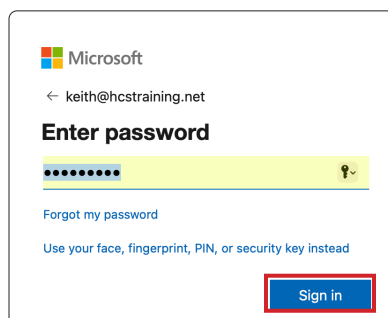 Microsoft
← keith@hcstraining.net
Enter password
●●●●●●●●●
Forgot my password
Use your face, fingerprint, PIN, or security key instead
Sign in